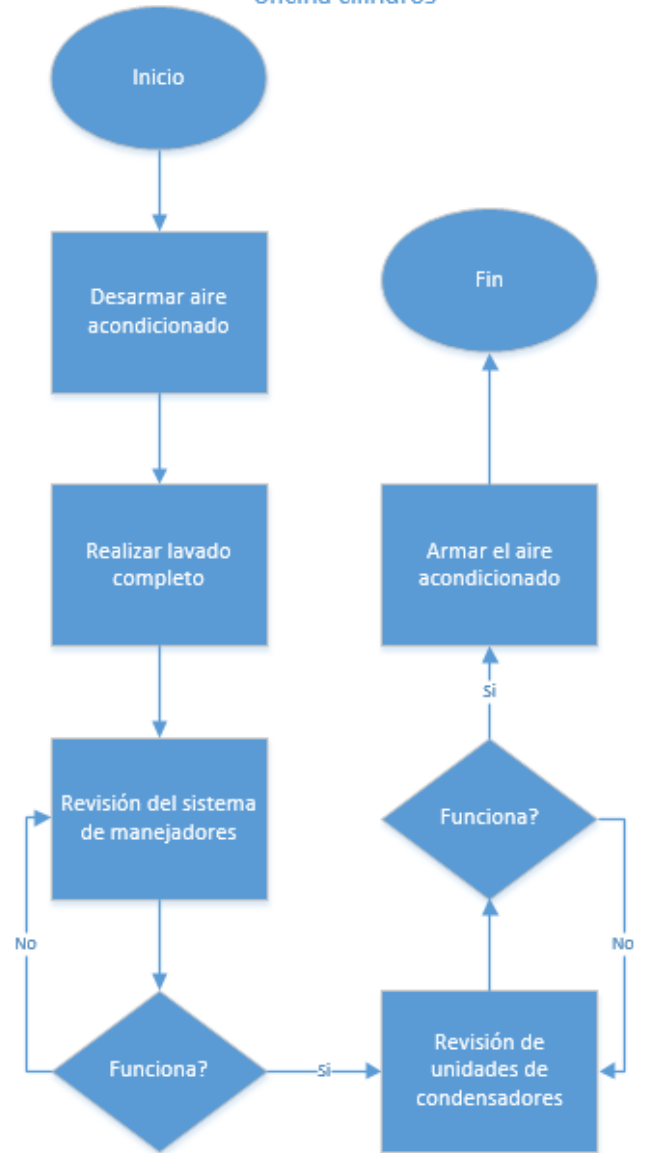 Inicio
Desarmar aire
acondicionado
Realizar lavado
completo
Revisión del sistema
de manejadores
No
Funciona?
Si
Revisión de
unidades de
condensadores
No
Funciona?
Si
Armar el aire
acondicionado
Fin